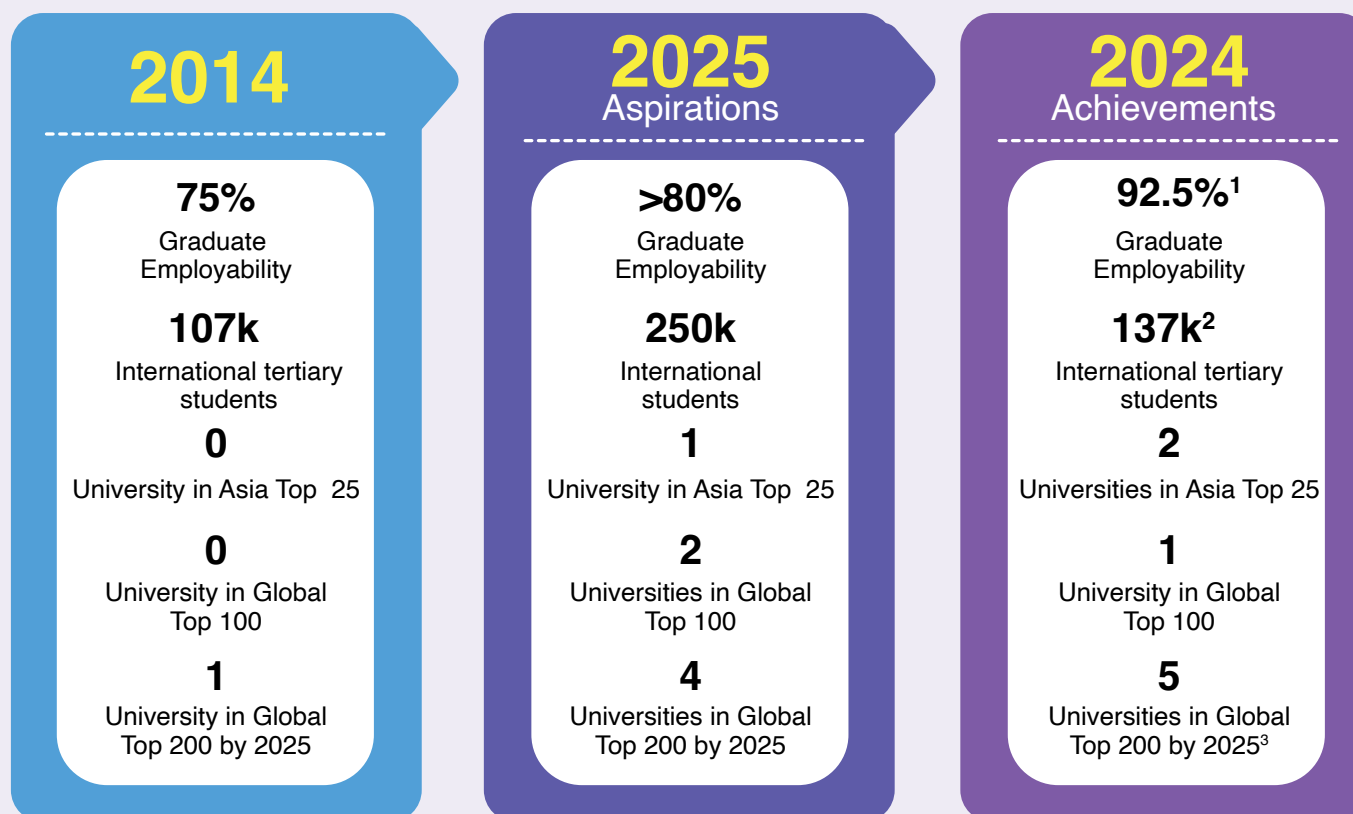 2014
75%
Graduate
Employability
107k
International tertiary
students
0
University in Asia Top 25
0
University in Global
Top 100
1
University in Global
Top 200 by 2025
2025
Aspirations
>80%
Graduate
Employability
250k
International
students
1
University in Asia Top 25
2
Universities in Global
Top 100
4
Universities in Global
Top 200 by 2025
2024
Achievements
92.5%¹
Graduate
Employability
137k²
International tertiary
students
2
Universities in Asia Top 25
1
University in Global
Top 100
5
Universities in Global
Top 200 by 2025³